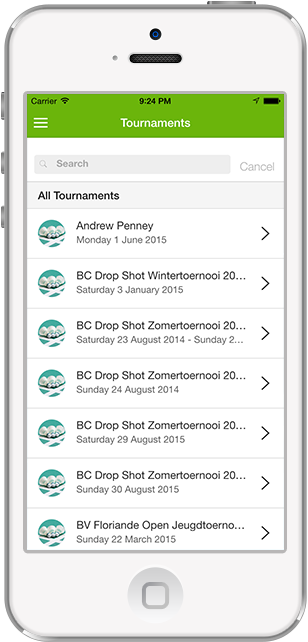 Carrier 9:24 PM
Tournaments
Search Cancel
All Tournaments
Andrew Penney
Monday 1 June 2015
BC Drop Shot Wintertoernooi 20...
Saturday 3 January 2015
BC Drop Shot Zomertoernooi 20...
Saturday 23 August 2014 - Sunday 2...
BC Drop Shot Zomertoernooi 20...
Sunday 24 August 2014
BC Drop Shot Zomertoernooi 20...
Saturday 29 August 2015
BC Drop Shot Zomertoernooi 20...
Sunday 30 August 2015
BV Floriande Open Jeugdtoerno...
Sunday 22 March 2015